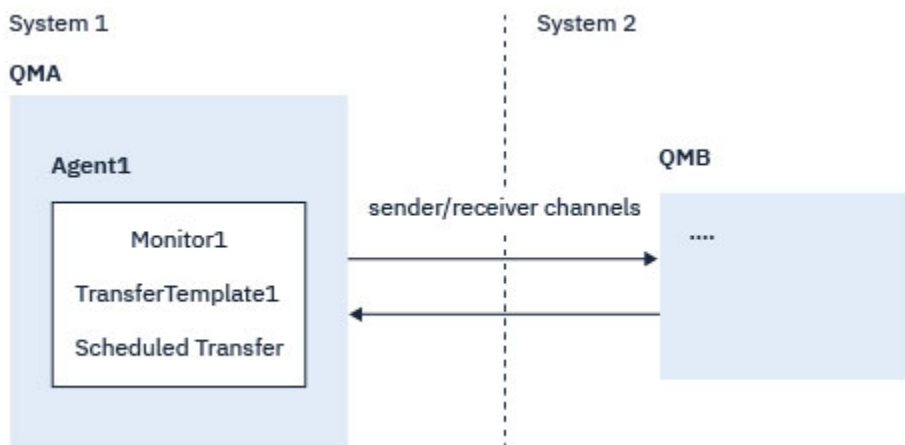 System 1
System 2
QMA
Agent1
Monitor1
TransferTemplate1
Scheduled Transfer
sender/receiver channels
QMB
....